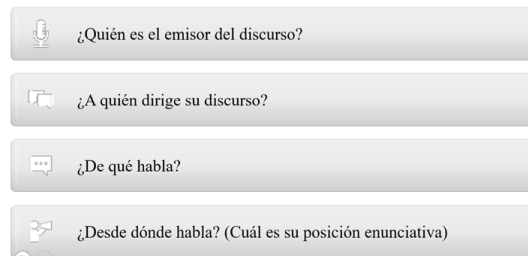 ¿Quién es el emisor del discurso?
¿A quién dirige su discurso?
¿De qué habla?
¿Desde dónde habla? (Cuál es su posición enunciativa)